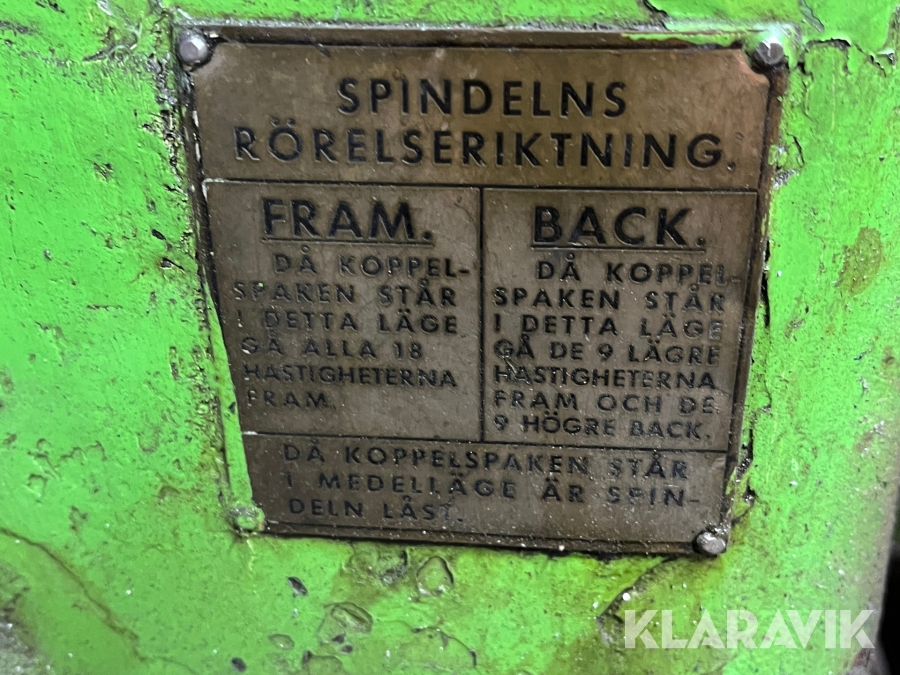 SPINDELNS
RÖRELSERIKTNING.
FRAM.
DÅ KOPPEL-
SPAKEN STÅR
I DETTA LÄGE
GÅ ALLA 18
HASTIGHETERNA
FRAM.
BACK.
DÅ KOPPEL-
SPAKEN STÅR
I DETTA LÄGE
GÅ DE 9 LÄGRE
HASTIGHETERNA
FRAM OCH DE
9 HÖGRE BACK.
DÅ KOPPELSPAKEN STÅR
I MEDELLÄGE ÄR SPIN-
DELN LÅST.
KLARAVIK